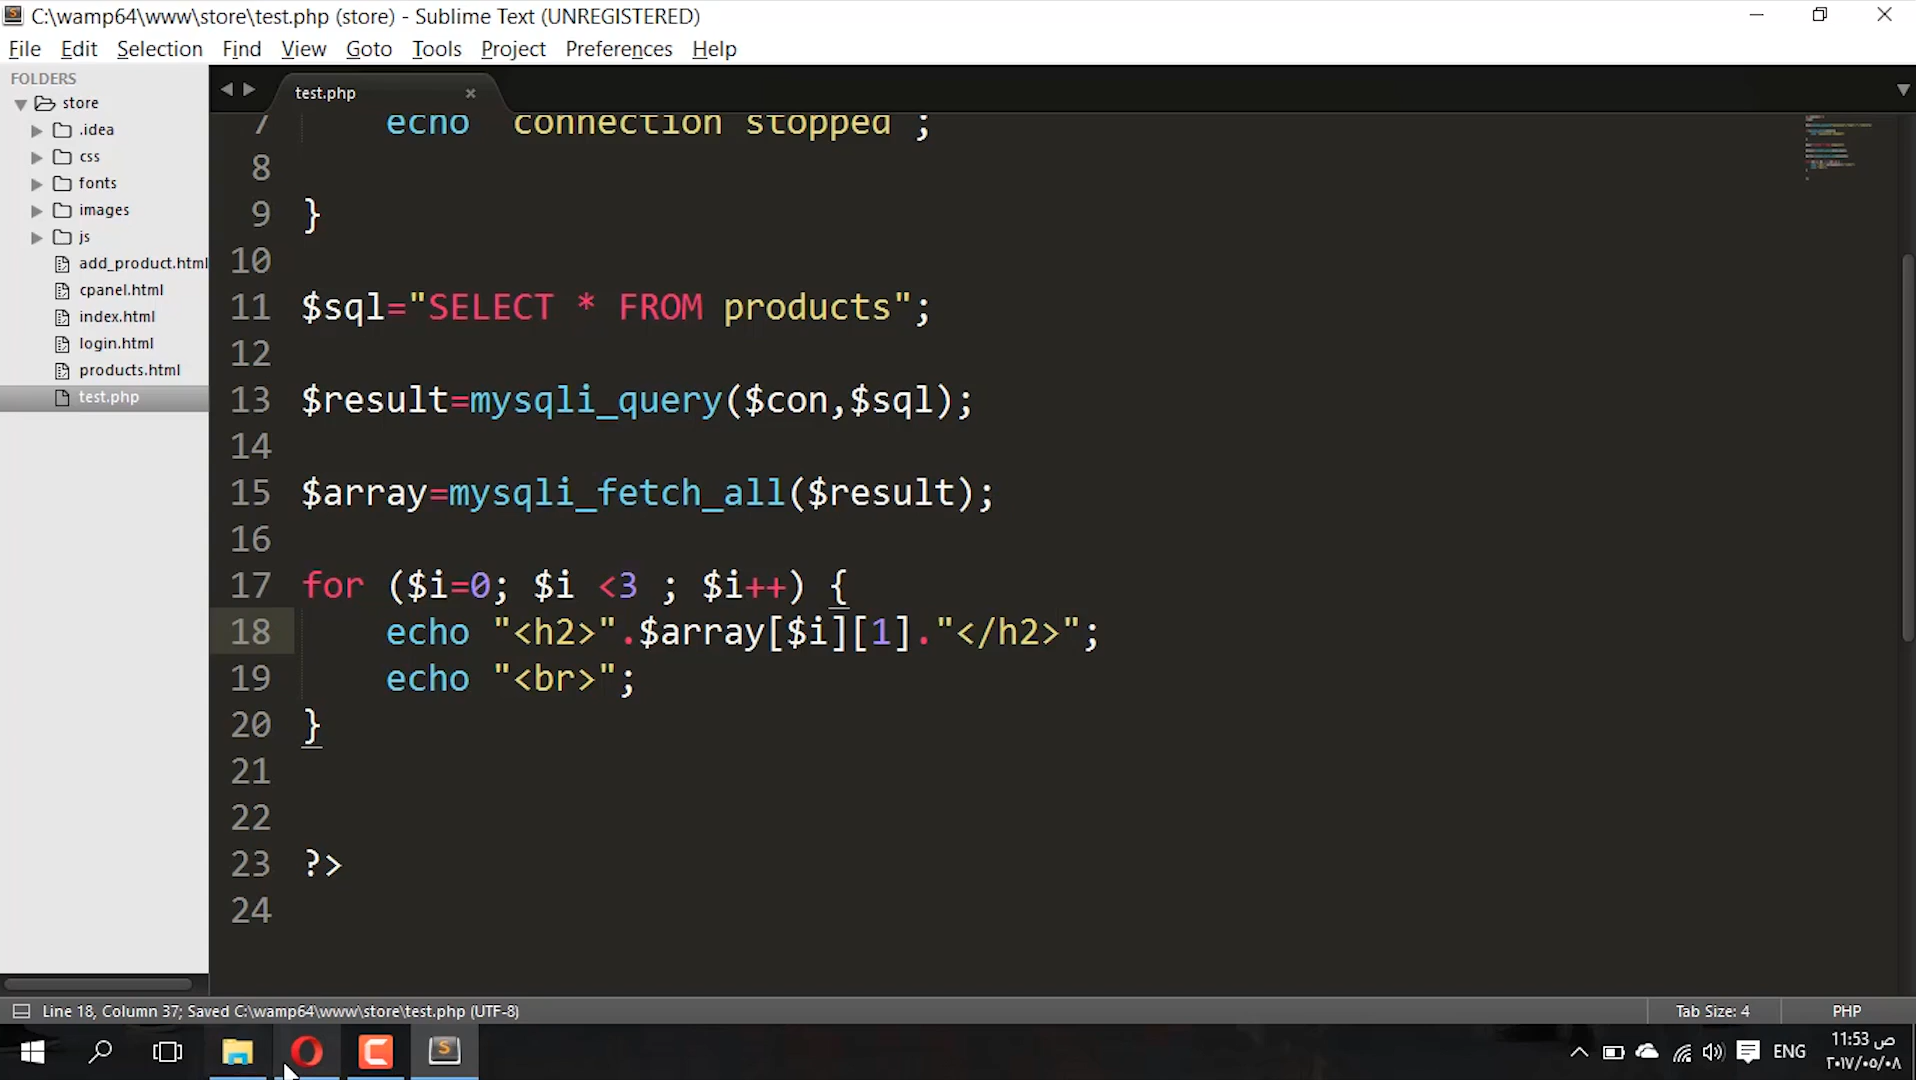 C:\wamp64\www\store\test.php (store) - Sublime Text (UNREGISTERED)
File Edit Selection Find View Goto Tools Project Preferences Help
FOLDERS
store
.idea
css
fonts
images
js
add_product.html
cpanel.html
index.html
login.html
products.html
test.php
test.php
7 echo connection stopped ;
8
9 }
10
11 $sql="SELECT * FROM products";
12
13 $result=mysqli_query($con,$sql);
14
15 $array=mysqli_fetch_all($result);
16
17 for ($i=0; $i <3 ; $i++) {
18 echo "<h2>".$array[$i][1]."</h2>";
19 echo "<br>";
20 }
21
22
23 ?>
24
Line 18, Column 37; Saved C:\wamp64\www\store\test.php (UTF-8)
Tab Size: 4
PHP
ENG
11:53 ص
٢٠١٧/٠٥/٠٨